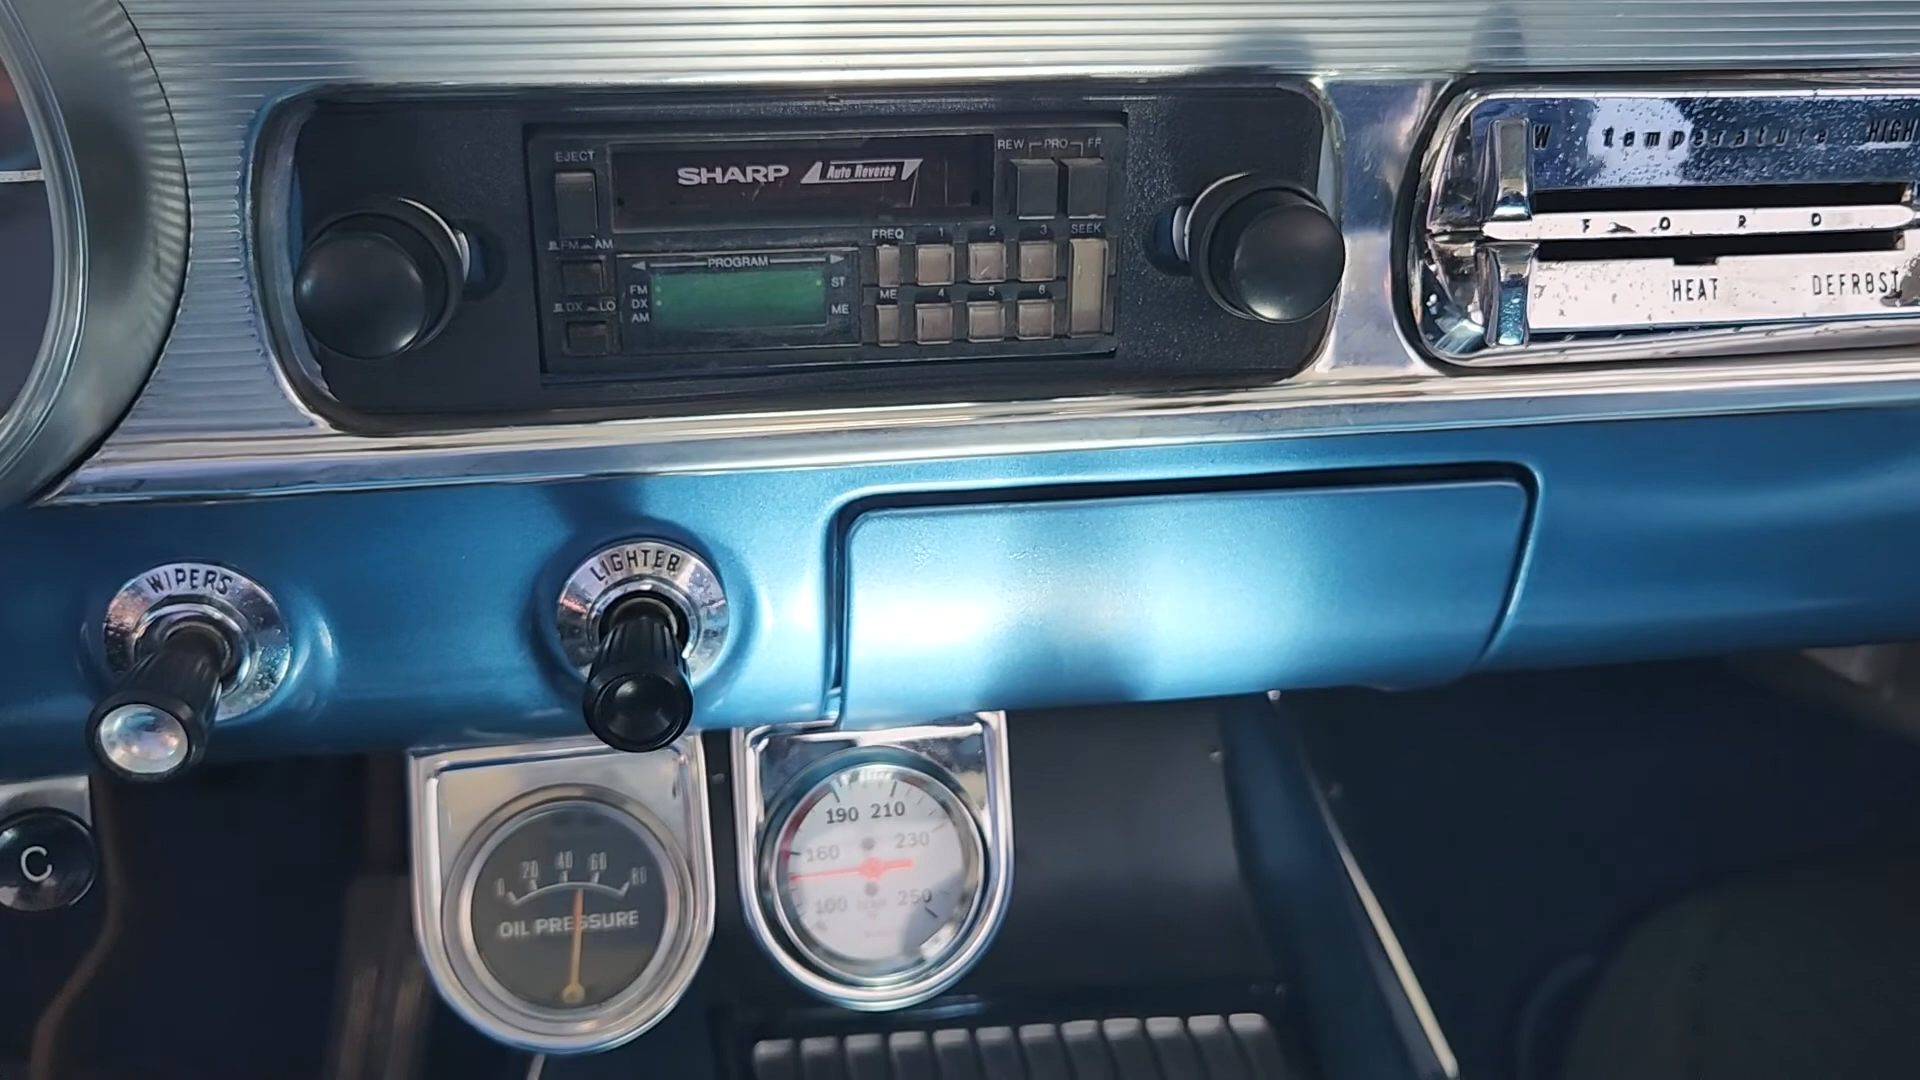 EJECT
SHARP Auto Reverse
REW PRO FF
FM AM
DX LO
PROGRAM
FM
DX
AM
ST
ME
FREQ 1 2 3 SEEK
ME 4 5 6
temperature HIGH
FORD
HEAT DEFROST
WIPERS
LIGHTER
C
0 20 40 60 80
OIL PRESSURE
190 210
160 230
100 250